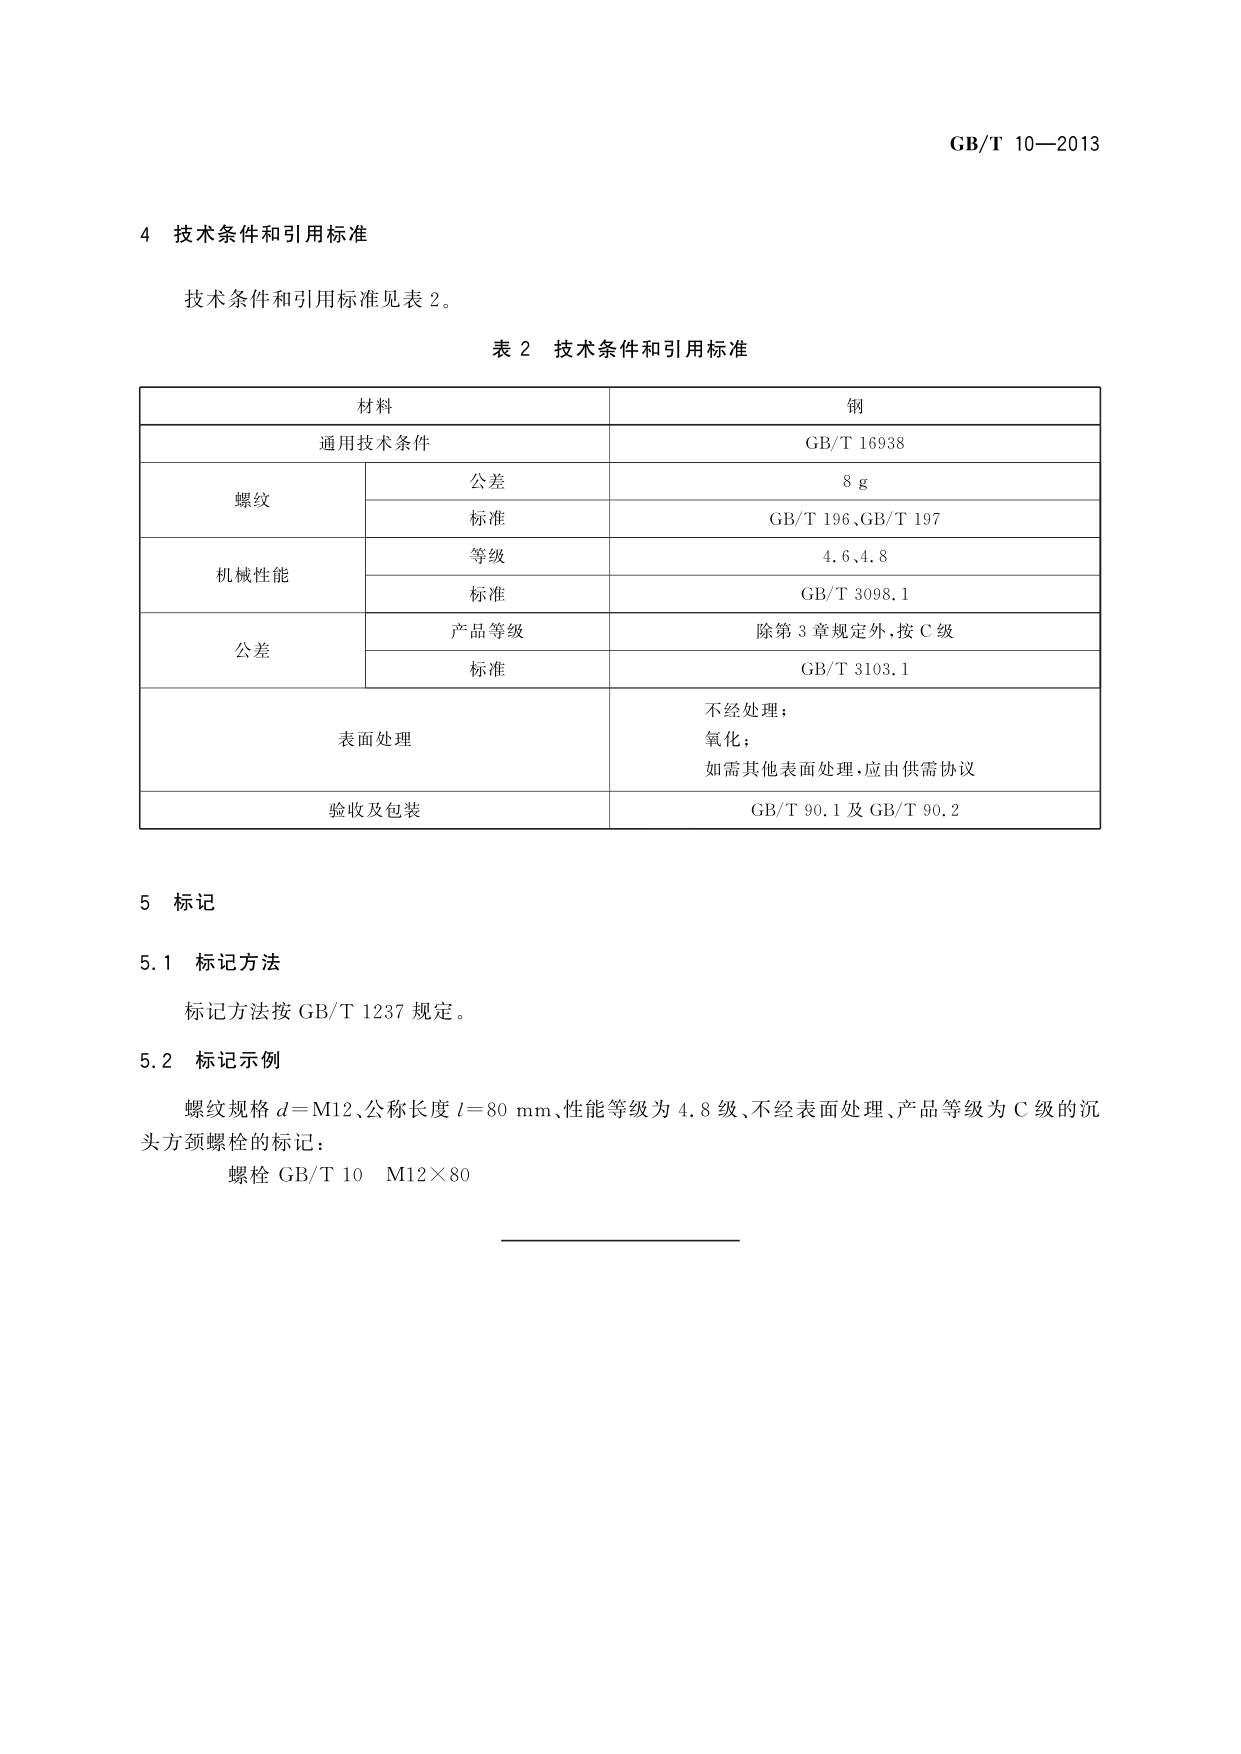 GB/T 10—2013
4 技术条件和引用标准
技术条件和引用标准见表 2。
表 2 技术条件和引用标准
材料 钢
通用技术条件 GB/T 16938
螺纹 公差 8 g
标准 GB/T 196、GB/T 197
机械性能 等级 4.6、4.8
标准 GB/T 3098.1
公差 产品等级 除第 3 章规定外,按 C 级
标准 GB/T 3103.1
表面处理 不经处理;
氧化;
如需其他表面处理,应由供需协议
验收及包装 GB/T 90.1 及 GB/T 90.2
5 标记
5.1 标记方法
标记方法按 GB/T 1237 规定。
5.2 标记示例
螺纹规格 d=M12、公称长度 l=80 mm、性能等级为 4.8 级、不经表面处理、产品等级为 C 级的沉
头方颈螺栓的标记:
螺栓 GB/T 10 M12×80